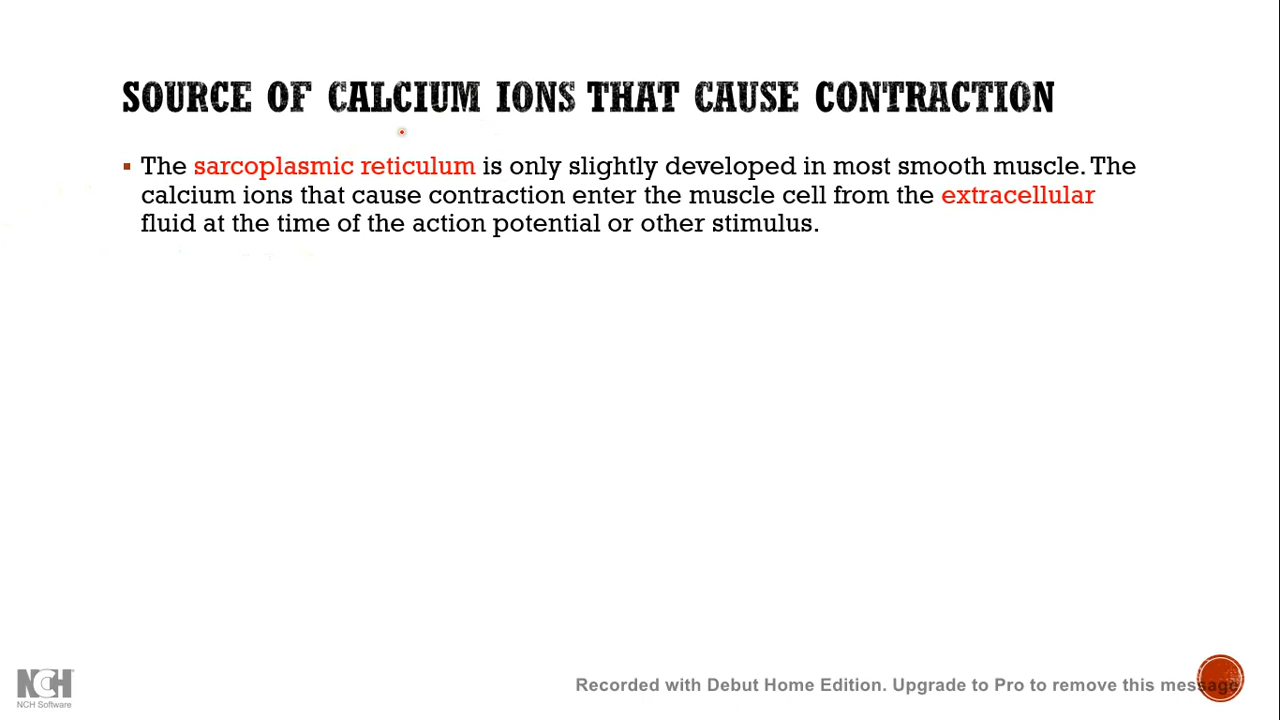 SOURCE OF CALCIUM IONS THAT CAUSE CONTRACTION
The sarcoplasmic reticulum is only slightly developed in most smooth muscle. The
calcium ions that cause contraction enter the muscle cell from the extracellular
fluid at the time of the action potential or other stimulus.
NCH
NCH Software
Recorded with Debut Home Edition. Upgrade to Pro to remove this message